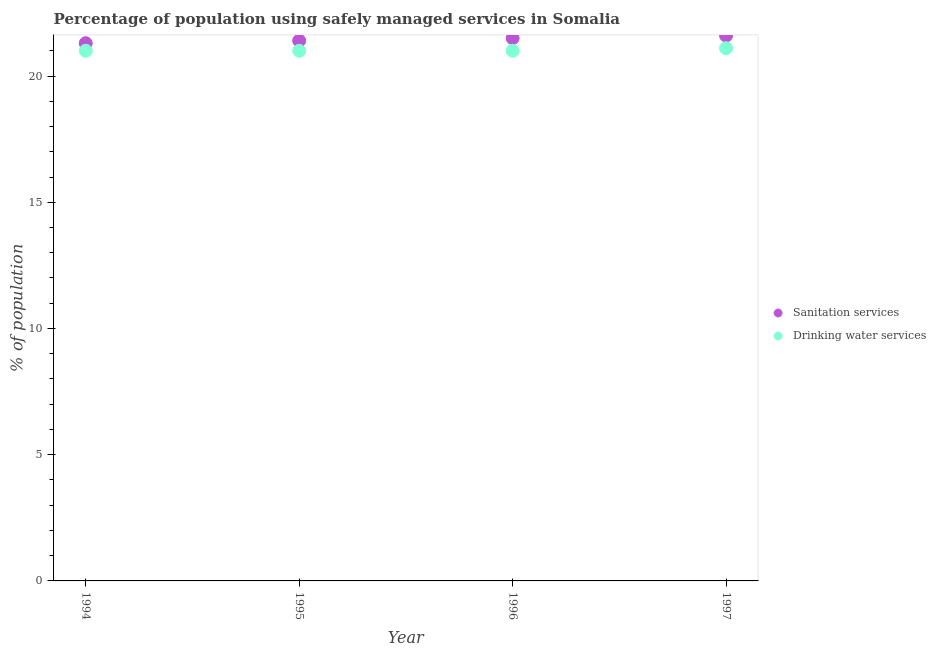 Percentage of population using safely managed services in Somalia
% of population
20
15
10
5
0
1994
1995
1996
1997
Year
Sanitation services
Drinking water services